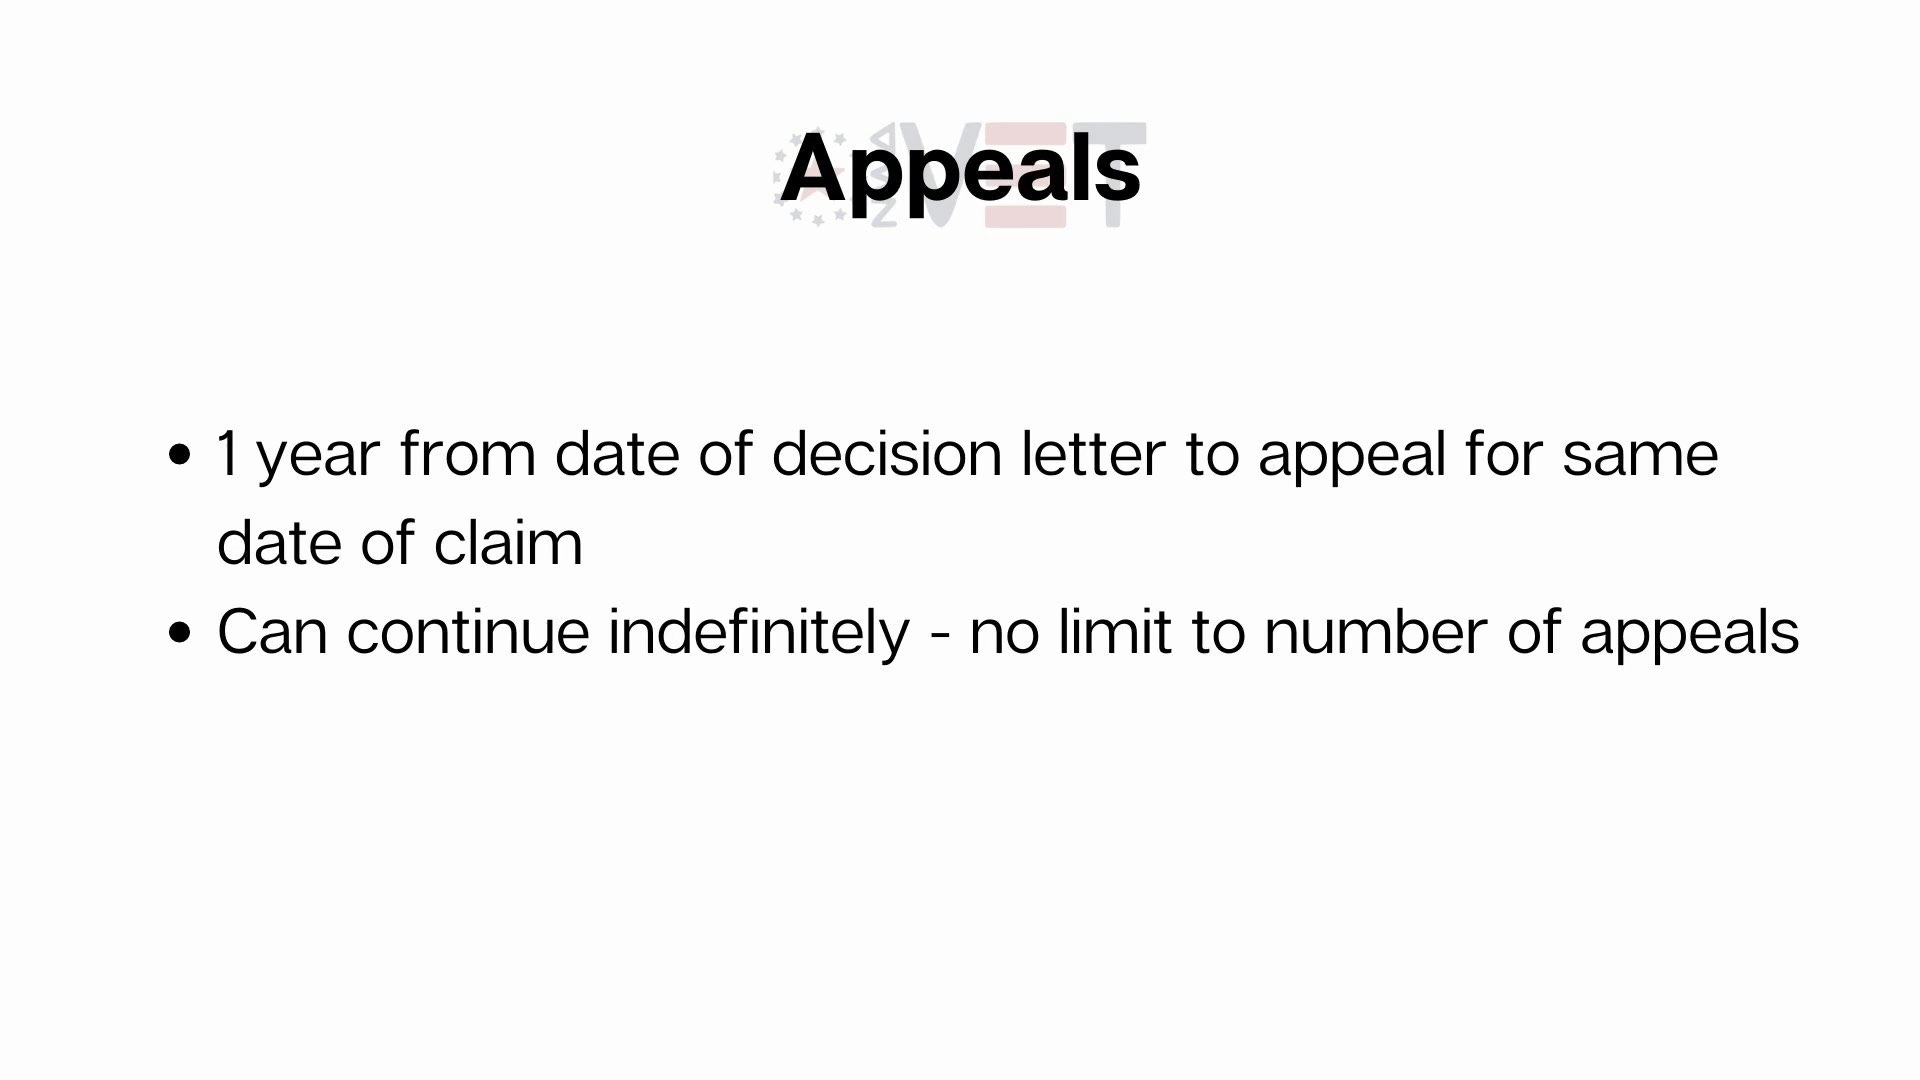 Appeals
VET
• 1 year from date of decision letter to appeal for same
date of claim
• Can continue indefinitely - no limit to number of appeals